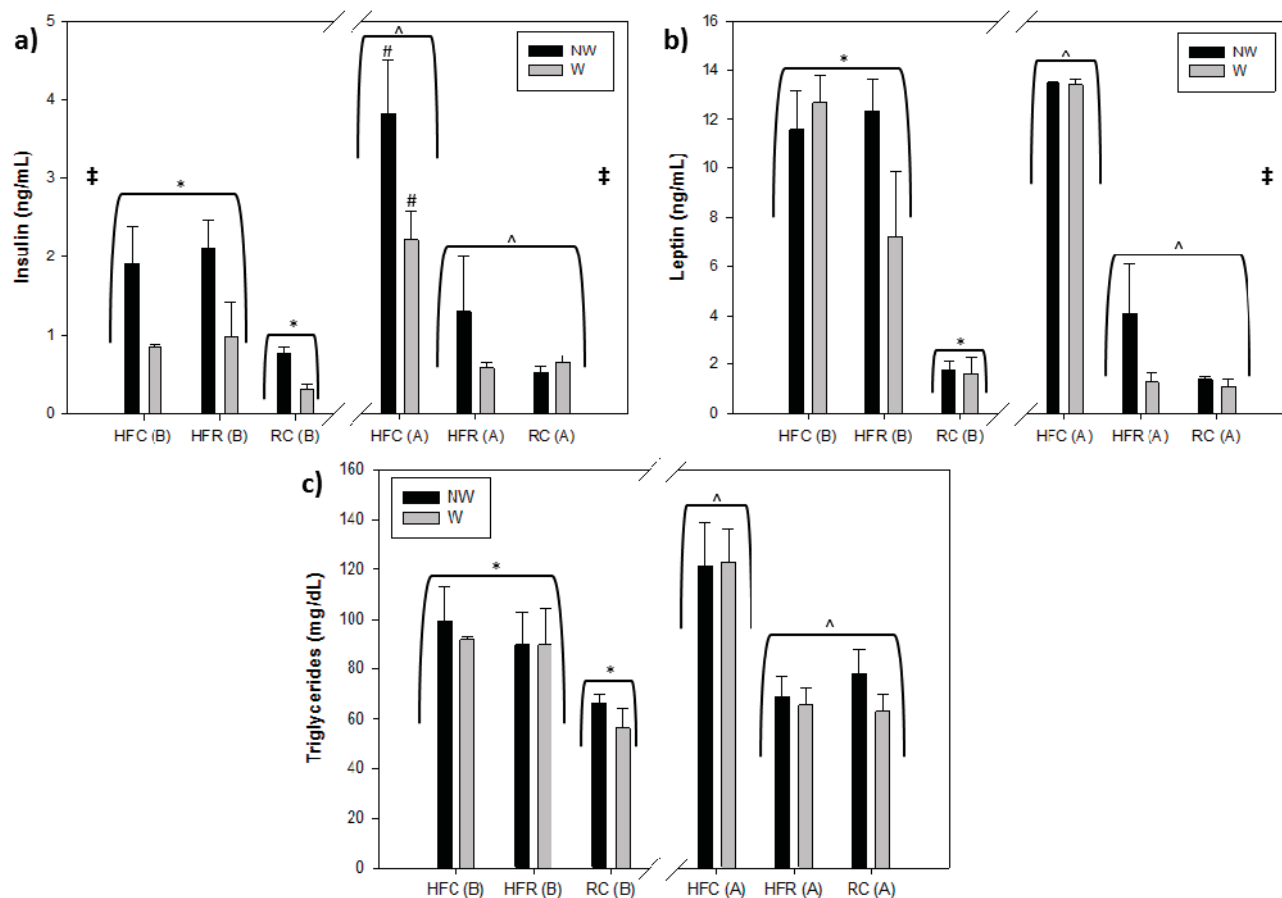 a)
Insulin (ng/mL)
5
4
3
2
1
0
NW
W
‡
*
*
#
^
#
^
‡
HFC (B) HFR (B) RC (B) HFC (A) HFR (A) RC (A)
b)
Leptin (ng/mL)
16
14
12
10
8
6
4
2
0
NW
W
*
*
^
^
‡
HFC (B) HFR (B) RC (B) HFC (A) HFR (A) RC (A)
c)
Triglycerides (mg/dL)
160
140
120
100
80
60
40
20
0
NW
W
*
*
^
^
HFC (B) HFR (B) RC (B) HFC (A) HFR (A) RC (A)